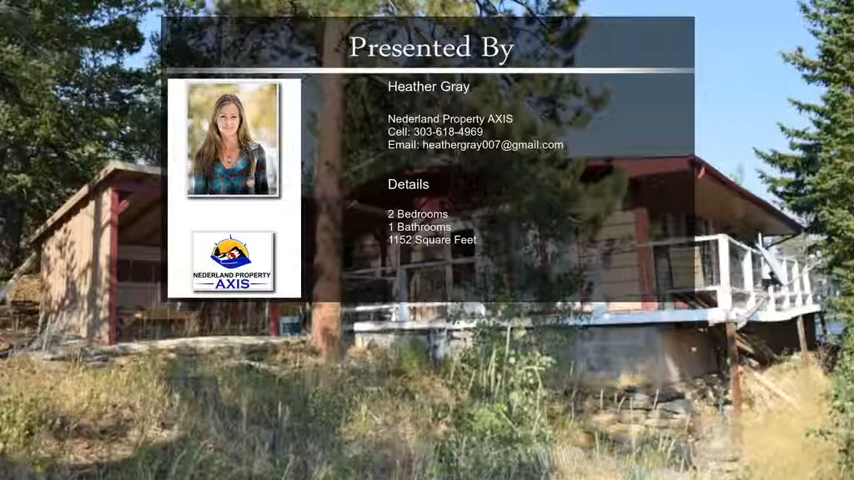 Presented By
Heather Gray
Nederland Property AXIS
Cell: 303-618-4969
Email: heathergray007@gmail.com
Details
2 Bedrooms
1 Bathrooms
1152 Square Feet
NEDERLAND PROPERTY
AXIS